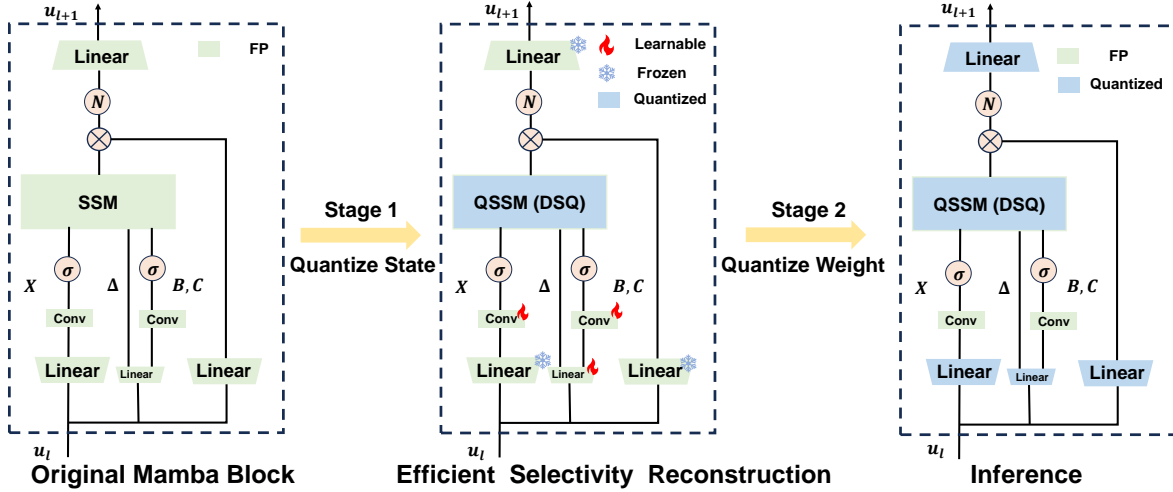 u_{l+1}
FP
Linear
N
SSM
σ
σ
X
Δ
B, C
Conv
Conv
Linear
Linear
Linear
u_l
Original Mamba Block
Stage 1
Quantize State
u_{l+1}
Learnable
Frozen
Quantized
Linear
N
QSSM (DSQ)
σ
σ
X
Δ
B, C
Conv
Conv
Linear
Linear
Linear
u_l
Efficient Selectivity Reconstruction
Stage 2
Quantize Weight
u_{l+1}
FP
Quantized
Linear
N
QSSM (DSQ)
σ
σ
X
Δ
B, C
Conv
Conv
Linear
Linear
Linear
u_l
Inference